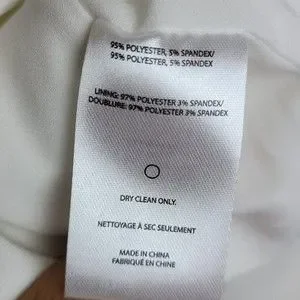 95% POLYESTER, 5% SPANDEX/
95% POLYESTER, 5% SPANDEX
LINING: 97% POLYESTER 3% SPANDEX/
DOUBLURE: 97% POLYESTER 3% SPANDEX
DRY CLEAN ONLY.
NETTOYAGE À SEC SEULEMENT
MADE IN CHINA
FABRIQUÉ EN CHINE